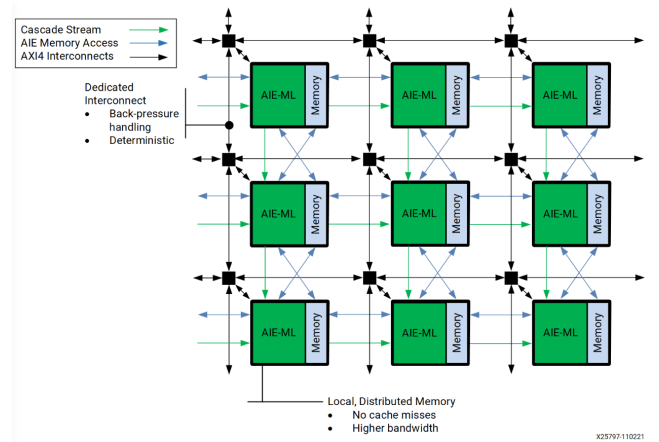 Cascade Stream
AIE Memory Access
AXI4 Interconnects
Dedicated
Interconnect
• Back-pressure
handling
• Deterministic
AIE-ML
Memory
AIE-ML
Memory
AIE-ML
Memory
AIE-ML
Memory
AIE-ML
Memory
AIE-ML
Memory
AIE-ML
Memory
AIE-ML
Memory
AIE-ML
Memory
Local, Distributed Memory
• No cache misses
• Higher bandwidth
X25797-110221